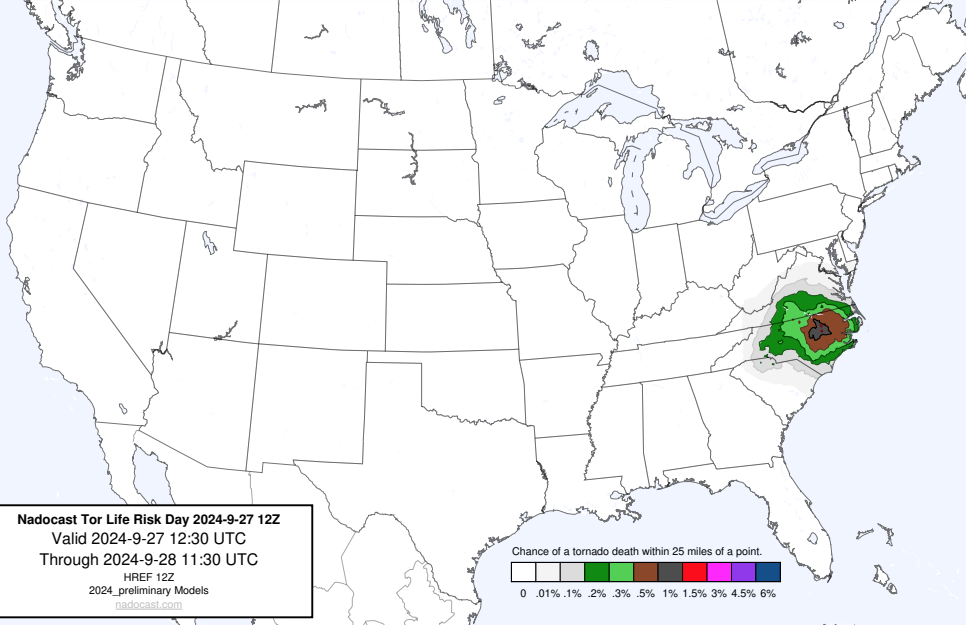 Nadocast Tor Life Risk Day 2024-9-27 12Z
Valid 2024-9-27 12:30 UTC
Through 2024-9-28 11:30 UTC
HREF 12Z
2024_preliminary Models
nadocast.com
Chance of a tornado death within 25 miles of a point.
0 .01% .1% .2% .3% .5% 1% 1.5% 3% 4.5% 6%